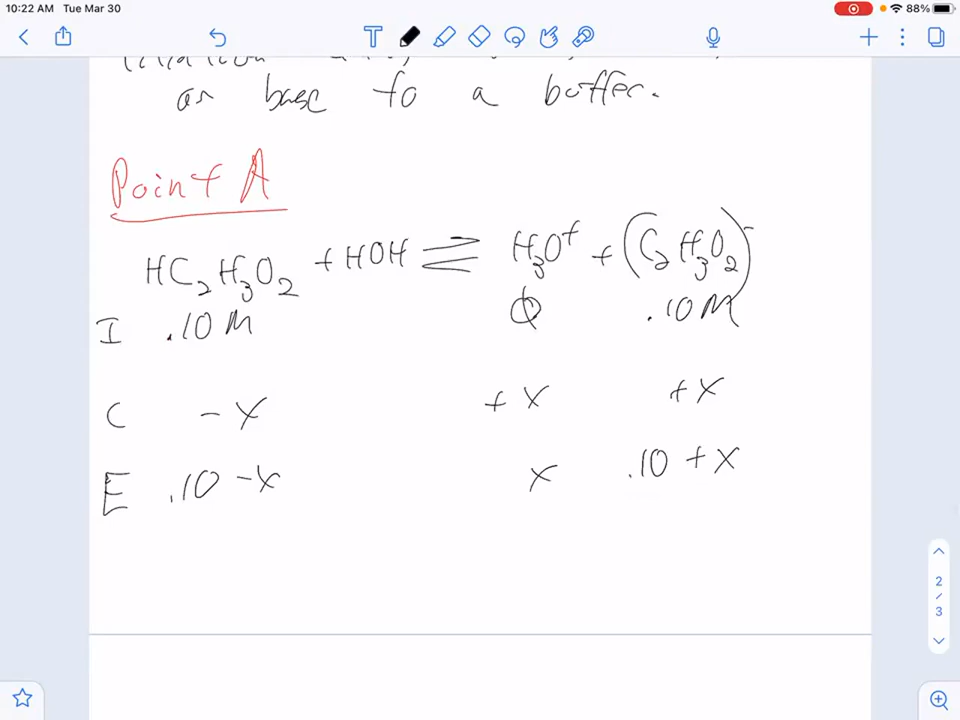 10:22 AM Tue Mar 30
88%
T
or base to a buffer.
Point A
HC₂H₃O₂ + HOH ⇌ H₃O⁺ + (C₂H₃O₂)⁻
I .10 M ϕ .10 M
C - x + x + x
E .10 - x x .10 + x
2
/
3